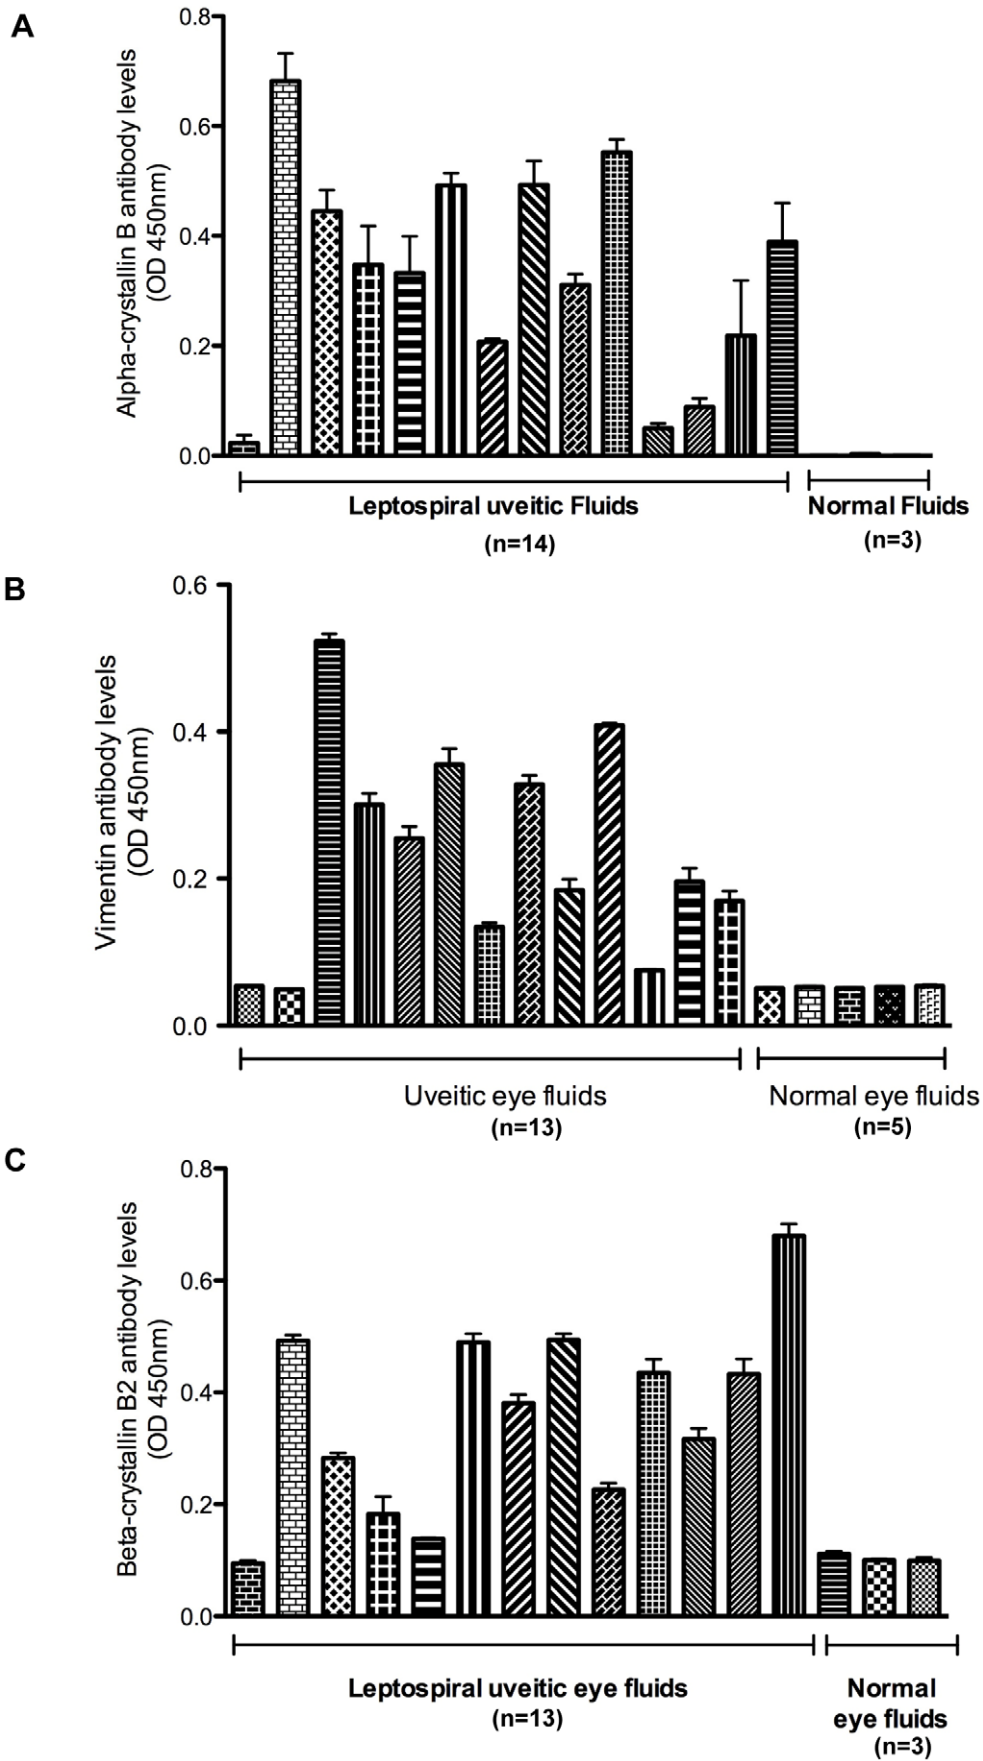 A
Alpha-crystallin B antibody levels
(OD 450nm)
0.8
0.6
0.4
0.2
0.0
Leptospiral uveitic Fluids
(n=14)
Normal Fluids
(n=3)
B
Vimentin antibody levels
(OD 450nm)
0.6
0.4
0.2
0.0
Uveitic eye fluids
(n=13)
Normal eye fluids
(n=5)
C
Beta-crystallin B2 antibody levels
(OD 450nm)
0.8
0.6
0.4
0.2
0.0
Leptospiral uveitic eye fluids
(n=13)
Normal
eye fluids
(n=3)